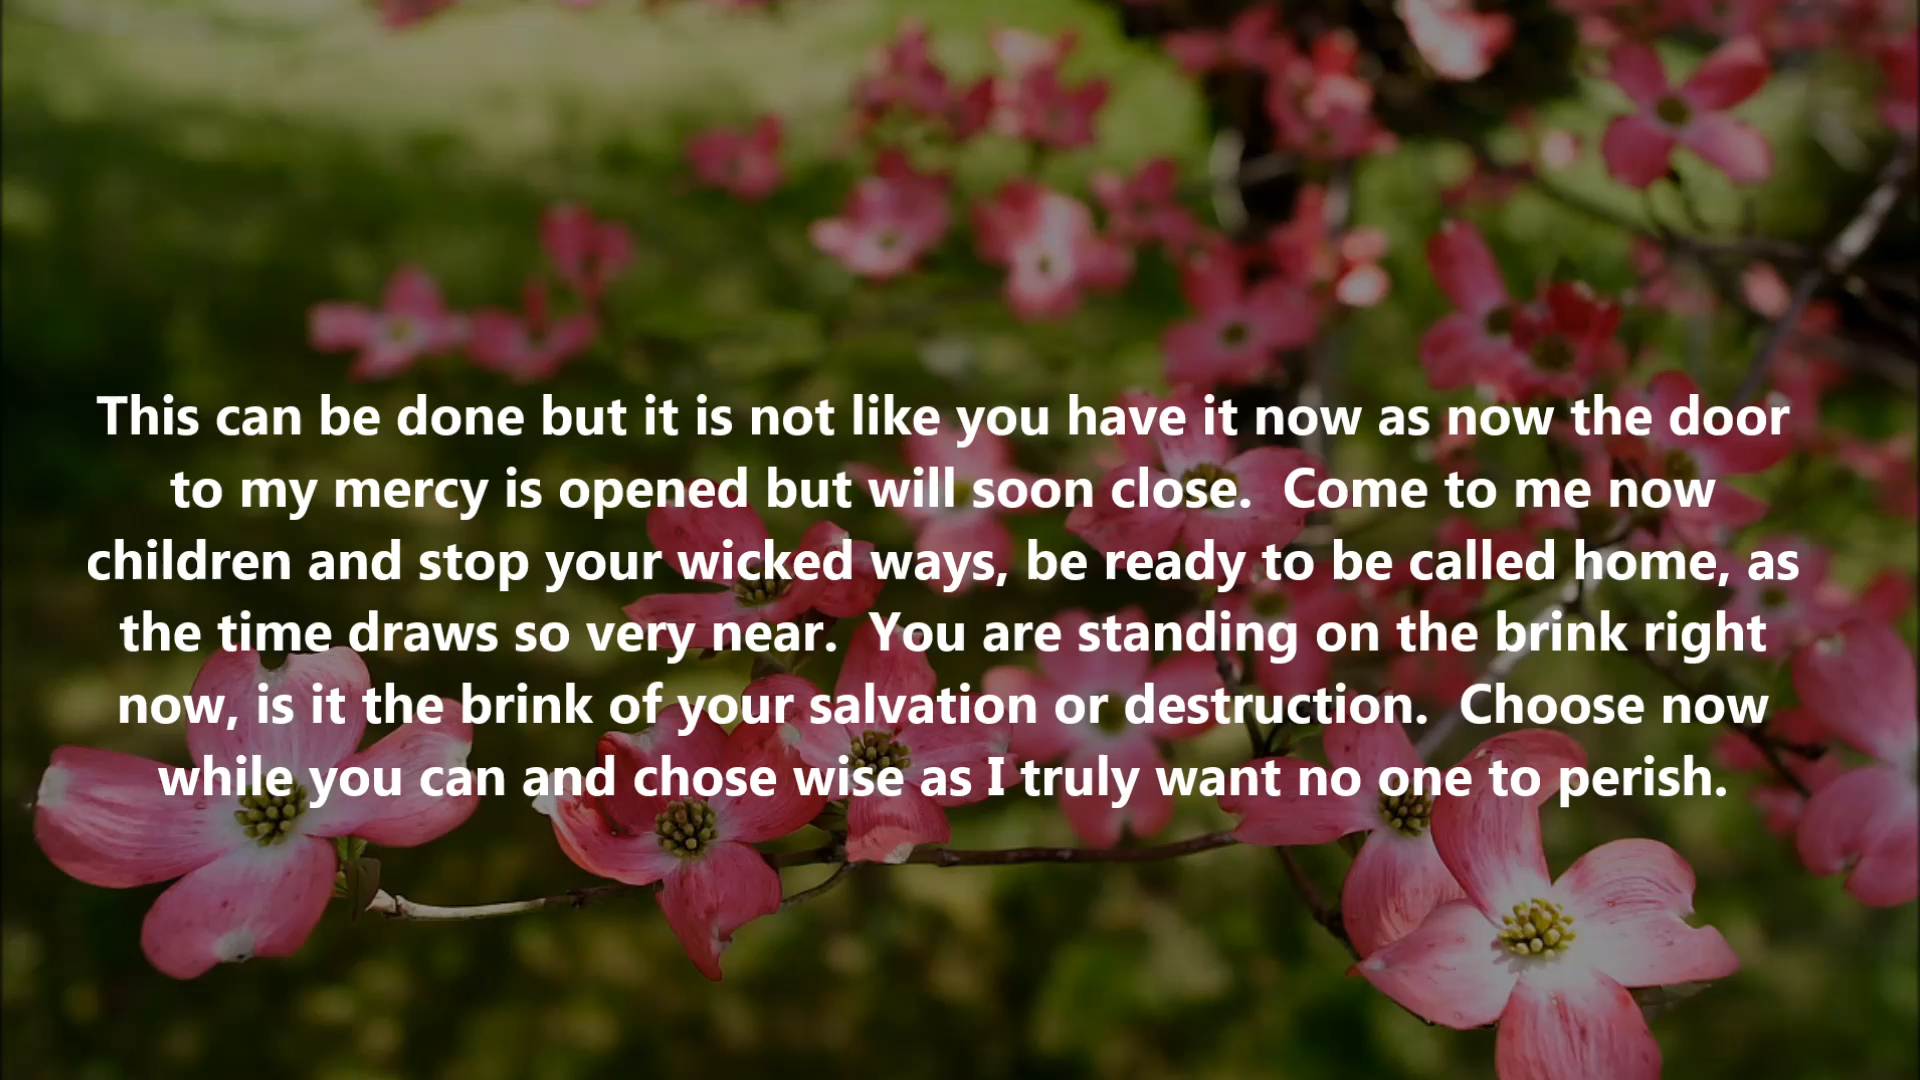 This can be done but it is not like you have it now as now the door
to my mercy is opened but will soon close.  Come to me now
children and stop your wicked ways, be ready to be called home, as
the time draws so very near.  You are standing on the brink right
now, is it the brink of your salvation or destruction.  Choose now
while you can and chose wise as I truly want no one to perish.